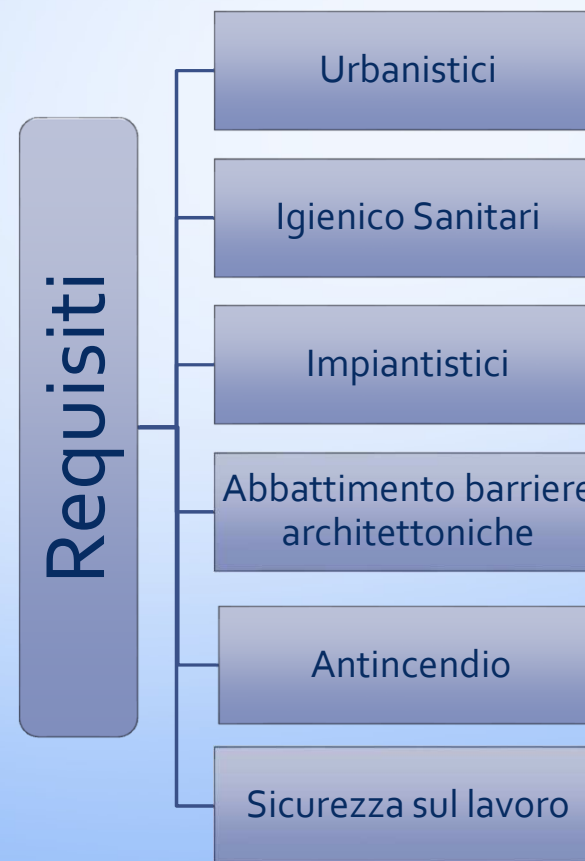 Requisiti
Urbanistici
Igienico Sanitari
Impiantistici
Abbattimento barriere
architettoniche
Antincendio
Sicurezza sul lavoro